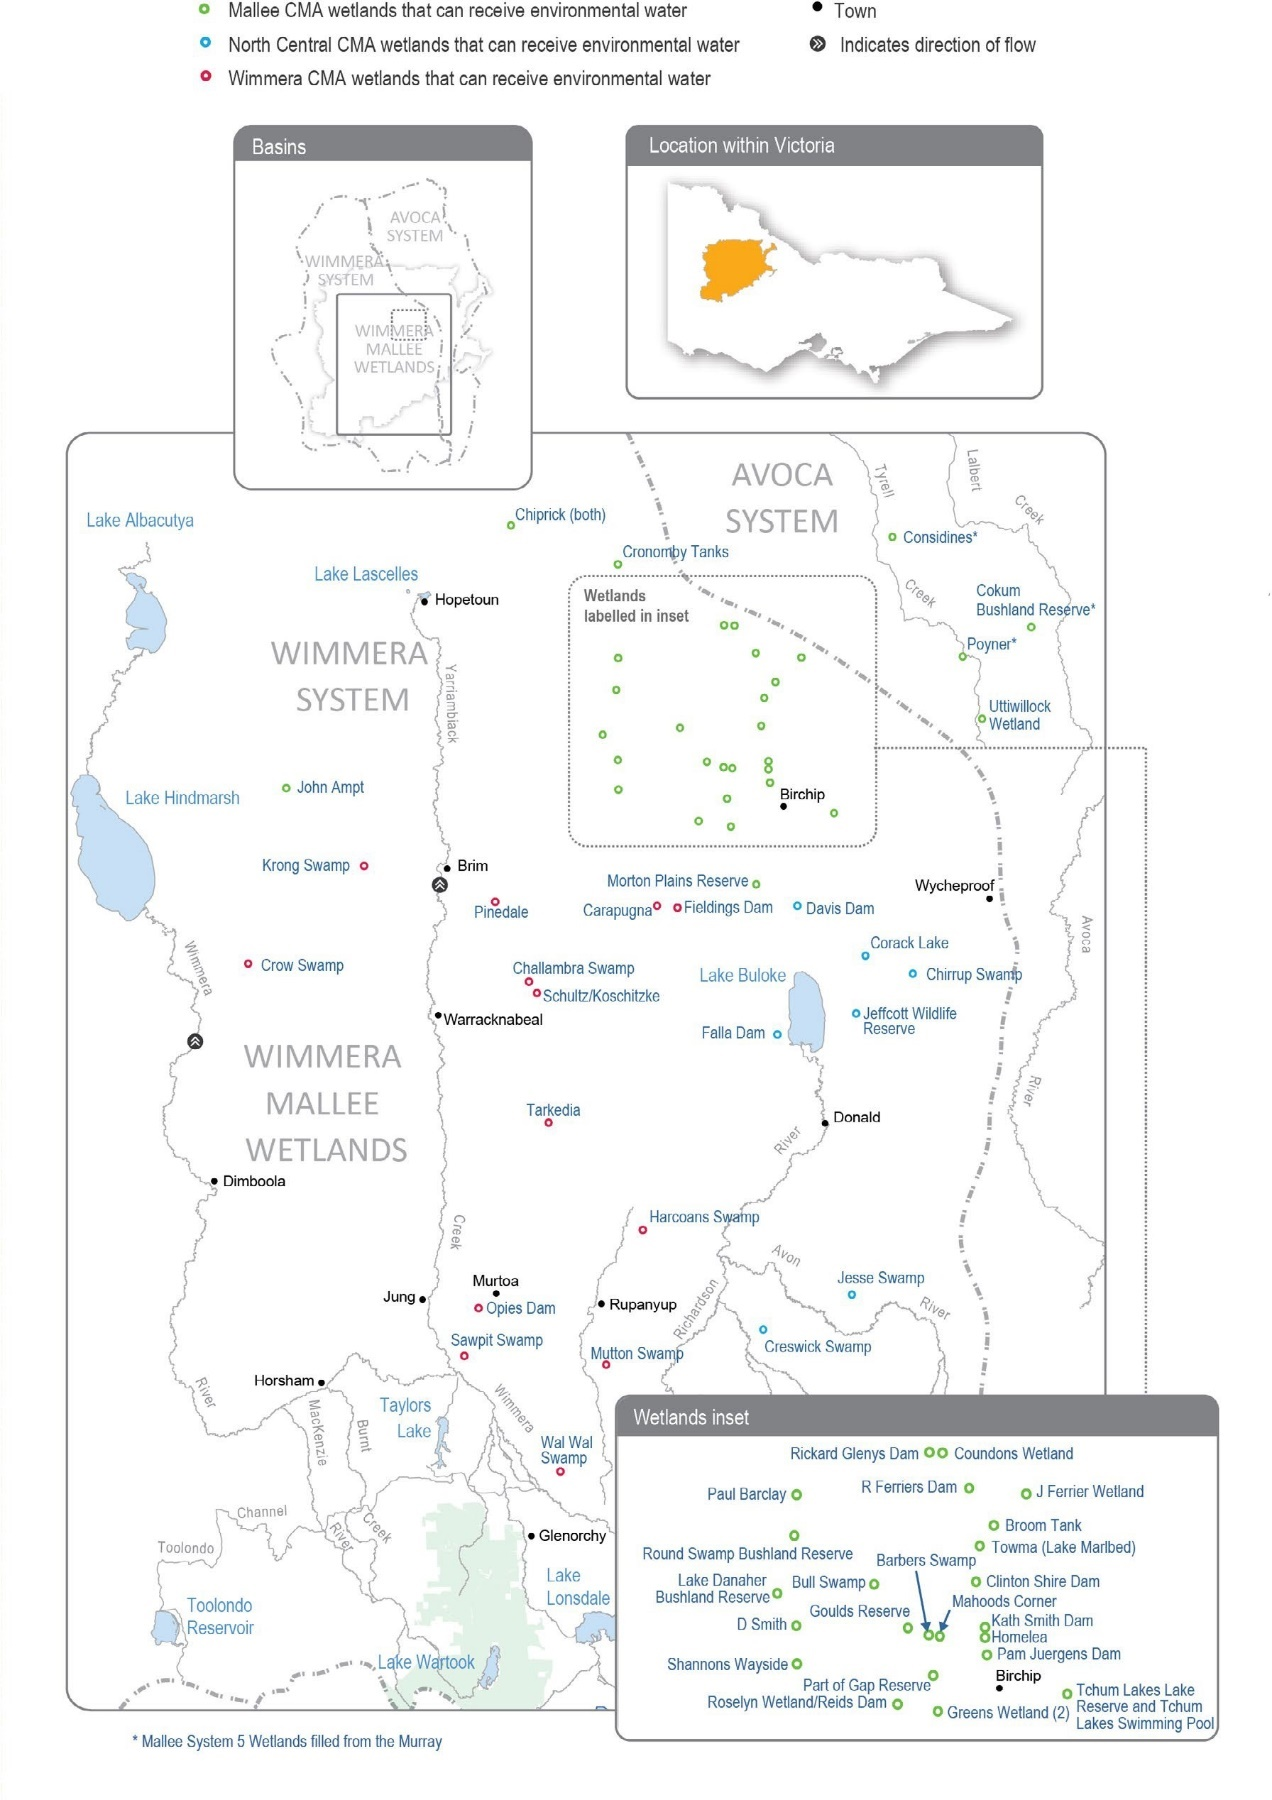 Mallee CMA wetlands that can receive environmental water
North Central CMA wetlands that can receive environmental water
Wimmera CMA wetlands that can receive environmental water
Town
Indicates direction of flow
Basins
AVOCA
SYSTEM
WIMMERA
SYSTEM
WIMMERA
MALLEE
WETLANDS
Location within Victoria
AVOCA
SYSTEM
Tyrell
Creek
Lalbert
Creek
Lake Albacutya
Chiprick (both)
Considines*
Cronomby Tanks
Lake Lascelles
Hopetoun
Wetlands
labelled in inset
Cokum
Bushland Reserve*
Poyner*
WIMMERA
SYSTEM
Yarriambiack
Uttiwillock
Wetland
John Ampt
Lake Hindmarsh
Birchip
Krong Swamp
Brim
Morton Plains Reserve
Wycheproof
Pinedale
Carapugna
Fieldings Dam
Davis Dam
Avoca
Corack Lake
Wimmera
Crow Swamp
Challambra Swamp
Lake Buloke
Chirrup Swamp
Schultz/Koschitzke
Warracknabeal
Jeffcott Wildlife
Reserve
Falla Dam
WIMMERA
MALLEE
WETLANDS
River
Tarkedia
Donald
River
Dimboola
Creek
Harcoans Swamp
Avon
Jesse Swamp
River
Murtoa
Jung
Opies Dam
Rupanyup
Richardson
Sawpit Swamp
Mutton Swamp
Creswick Swamp
Horsham
River
MacKenzie
Burnt
Taylors
Lake
Wimmera
Wal Wal
Swamp
Channel
River
Creek
Toolondo
Glenorchy
Toolondo
Reservoir
Lake
Lonsdale
Lake Wartook
Wetlands inset
Rickard Glenys Dam
Coundons Wetland
Paul Barclay
R Ferriers Dam
J Ferrier Wetland
Broom Tank
Round Swamp Bushland Reserve
Towma (Lake Marlbed)
Barbers Swamp
Lake Danaher
Bushland Reserve
Bull Swamp
Clinton Shire Dam
Goulds Reserve
Mahoods Corner
D Smith
Kath Smith Dam
Homelea
Pam Juergens Dam
Shannons Wayside
Part of Gap Reserve
Birchip
Roselyn Wetland/Reids Dam
Greens Wetland (2)
Tchum Lakes Lake
Reserve and Tchum
Lakes Swimming Pool
* Mallee System 5 Wetlands filled from the Murray